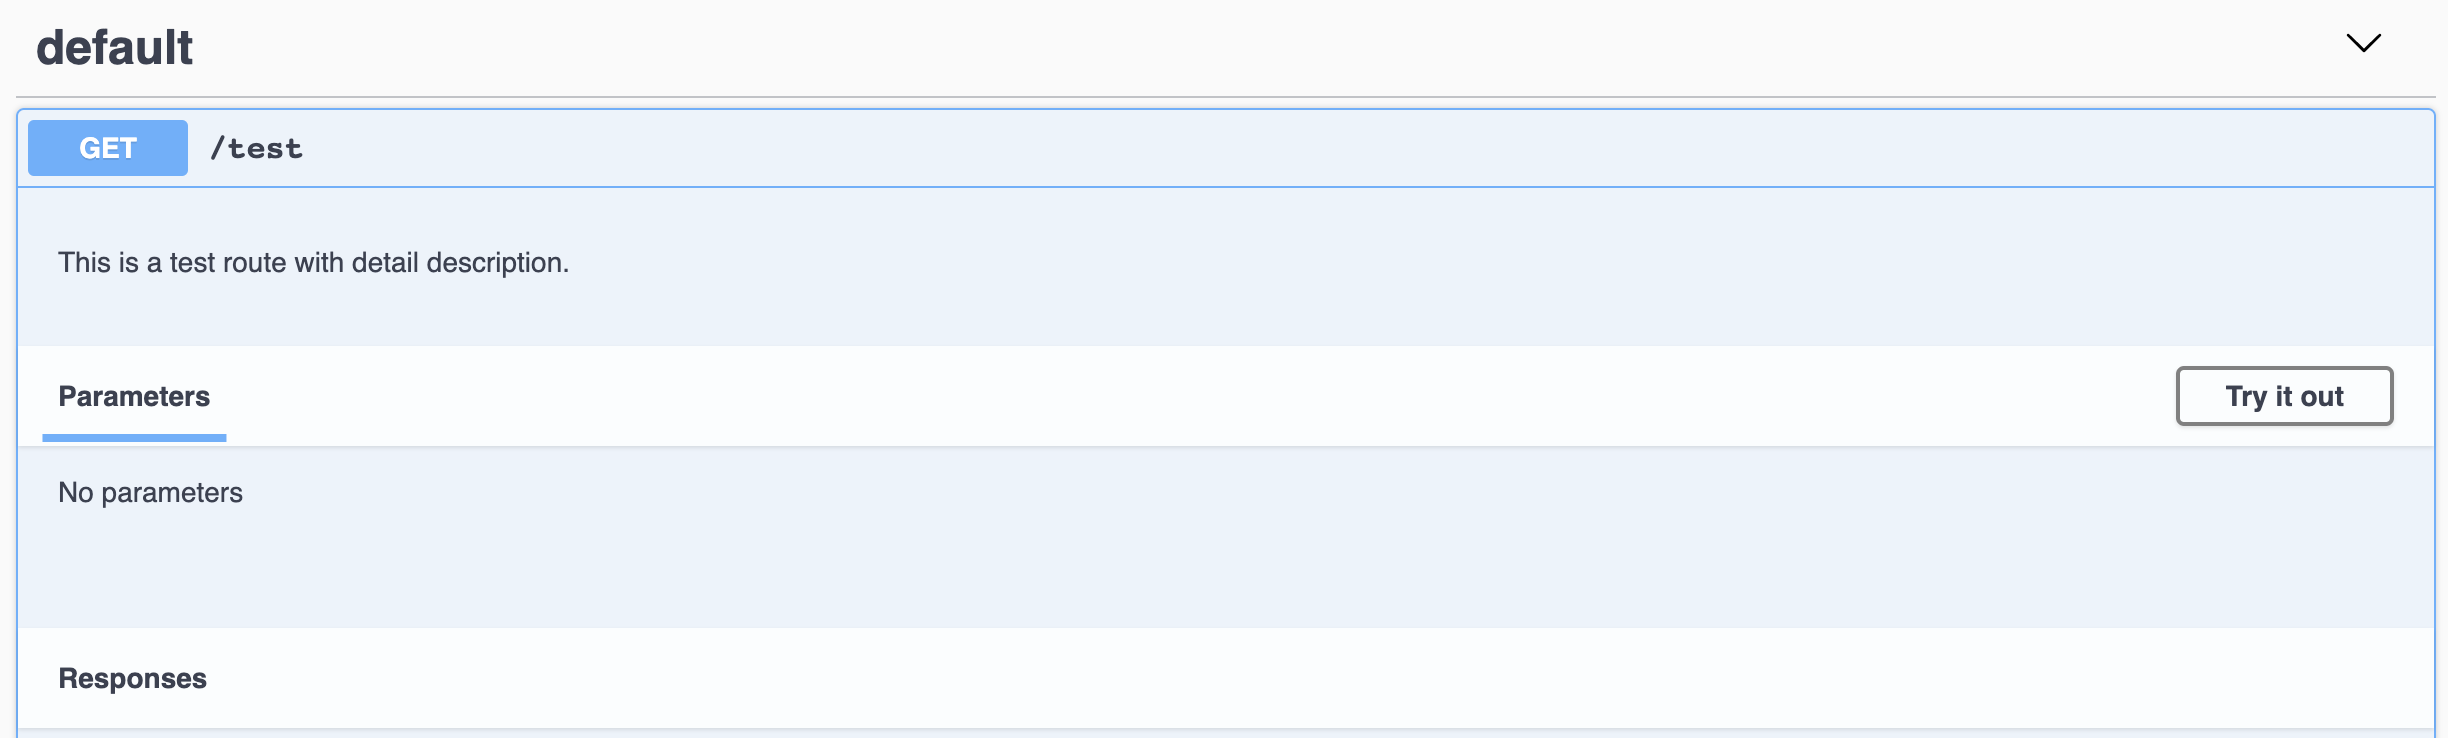 default
GET /test
This is a test route with detail description.
Parameters
Try it out
No parameters
Responses